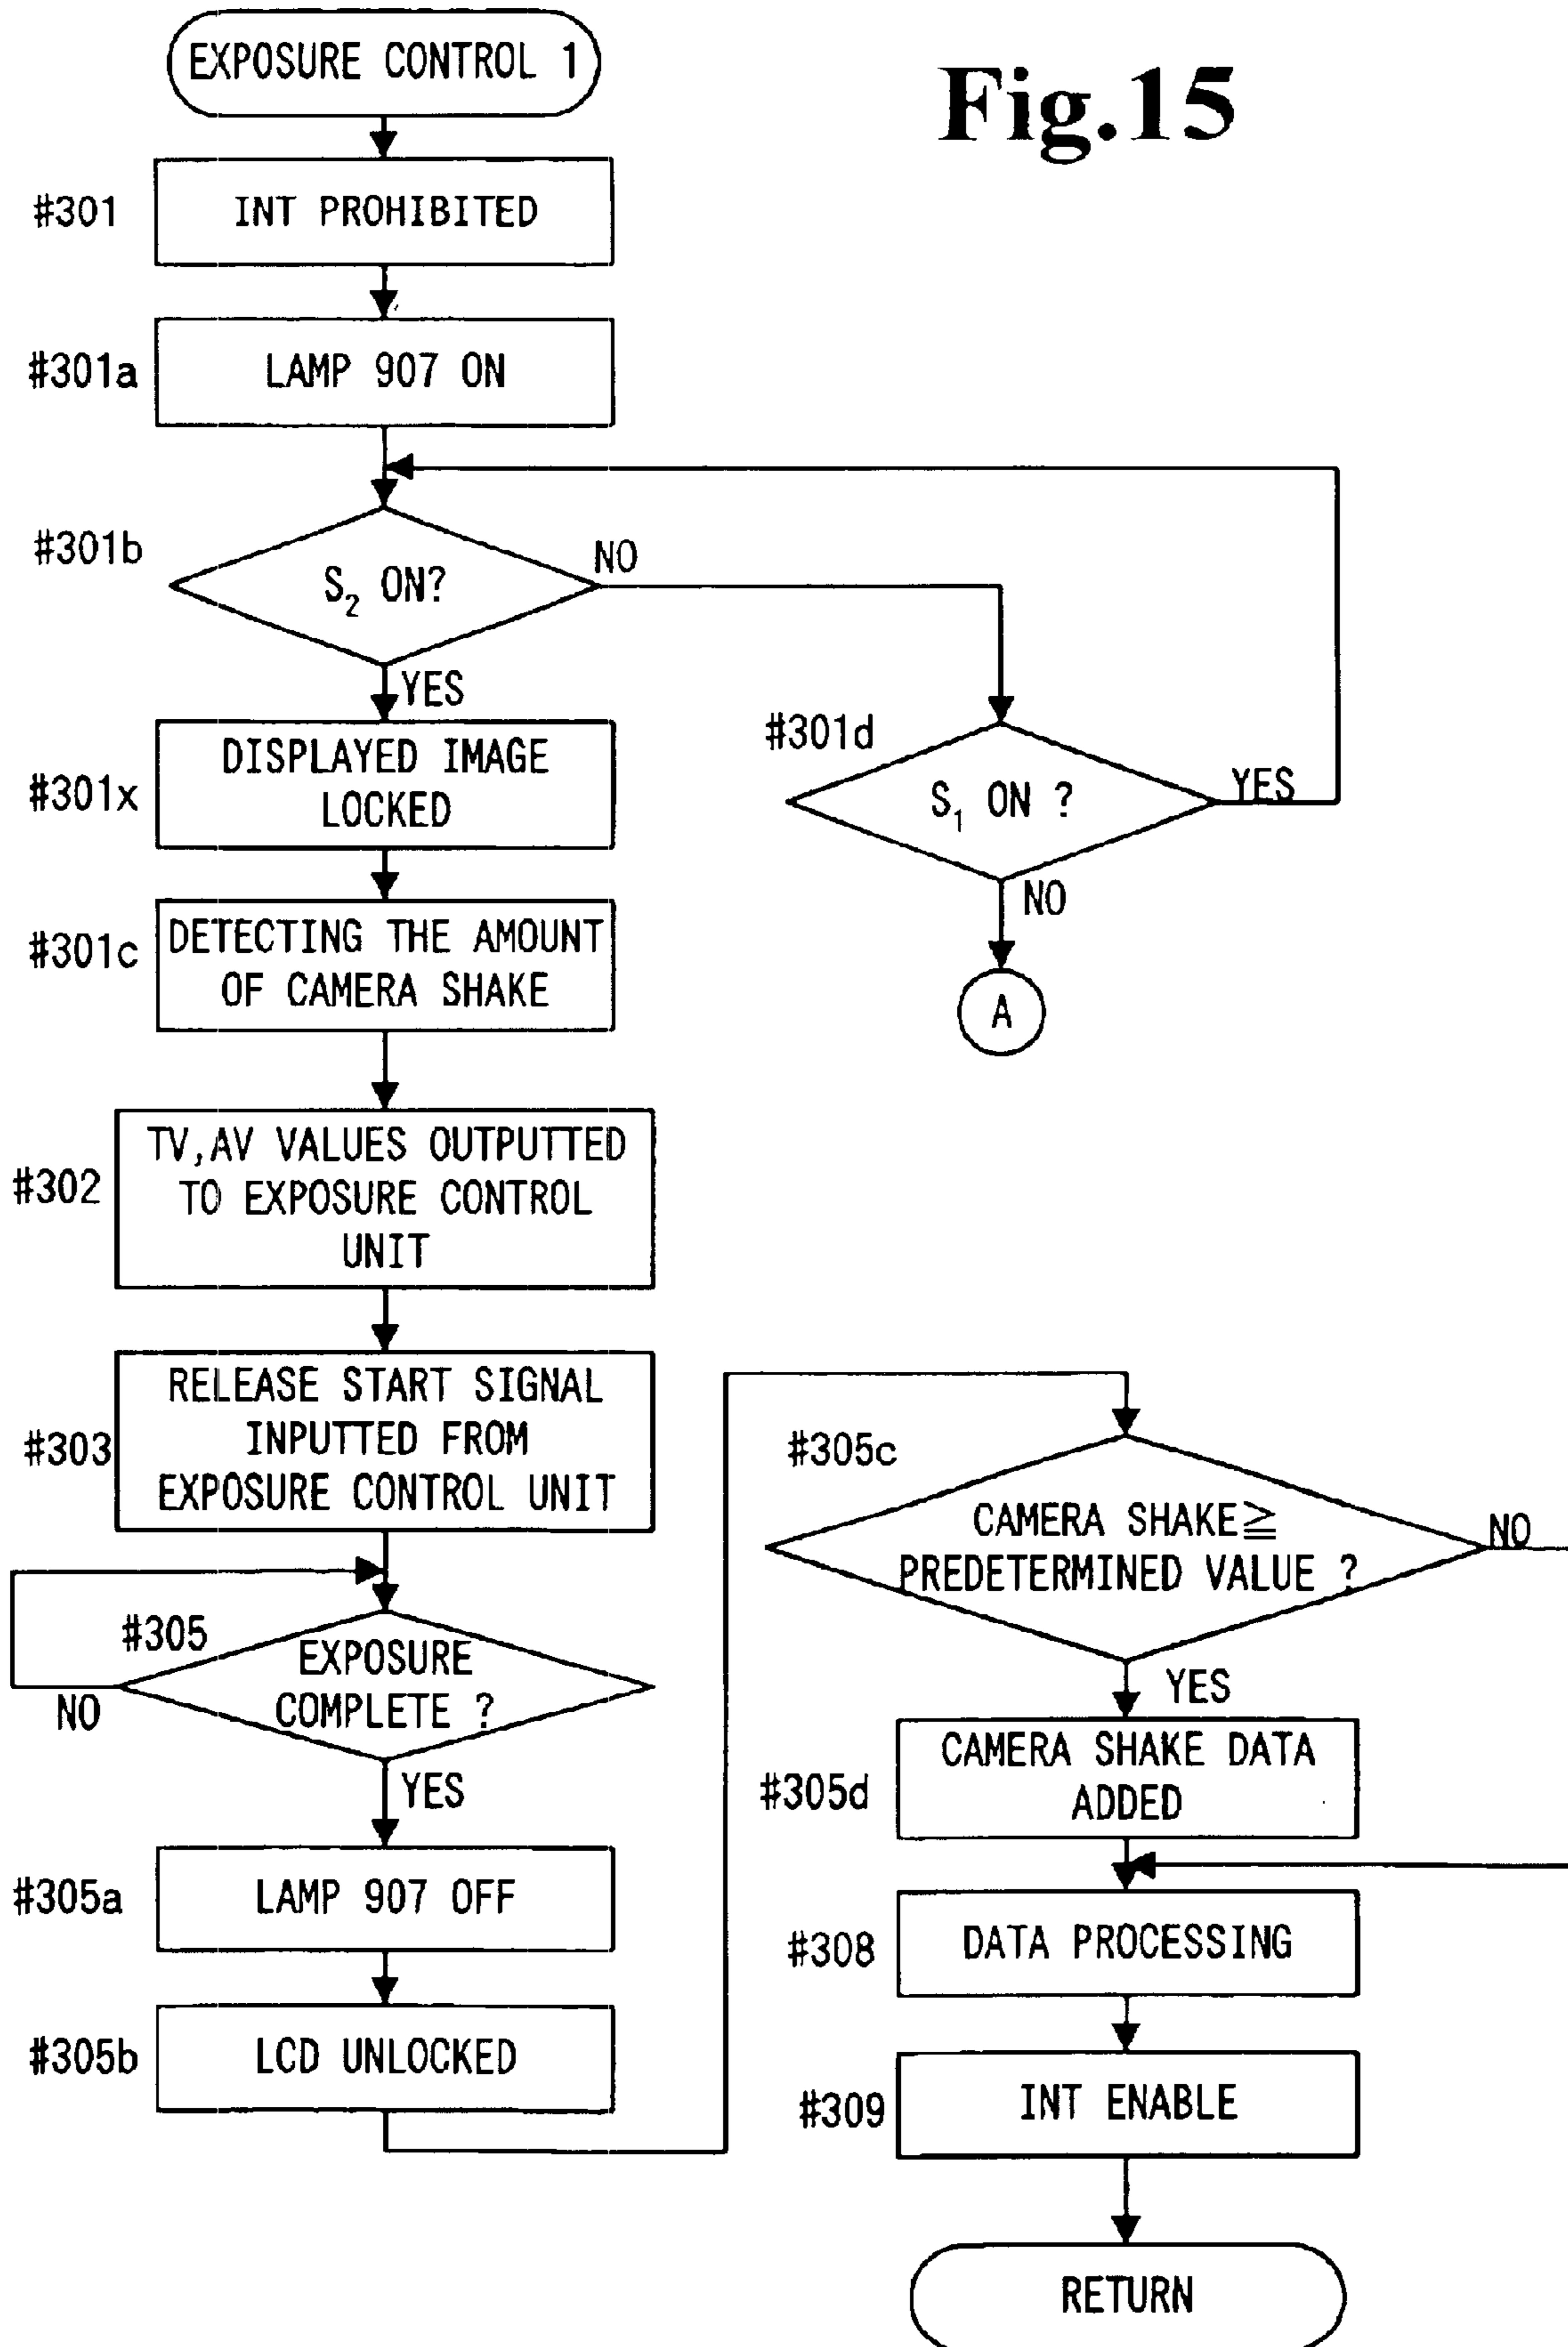 Fig.15
EXPOSURE CONTROL 1
#301
INT PROHIBITED
#301a
LAMP 907 ON
#301b
S₂ ON?
NO
YES
#301d
S₁ ON ?
YES
NO
A
#301x
DISPLAYED IMAGE
LOCKED
#301c
DETECTING THE AMOUNT
OF CAMERA SHAKE
#302
TV,AV VALUES OUTPUTTED
TO EXPOSURE CONTROL
UNIT
#303
RELEASE START SIGNAL
INPUTTED FROM
EXPOSURE CONTROL UNIT
#305
EXPOSURE
COMPLETE ?
NO
YES
#305a
LAMP 907 OFF
#305b
LCD UNLOCKED
#305c
CAMERA SHAKE≧
PREDETERMINED VALUE ?
NO
YES
#305d
CAMERA SHAKE DATA
ADDED
#308
DATA PROCESSING
#309
INT ENABLE
RETURN